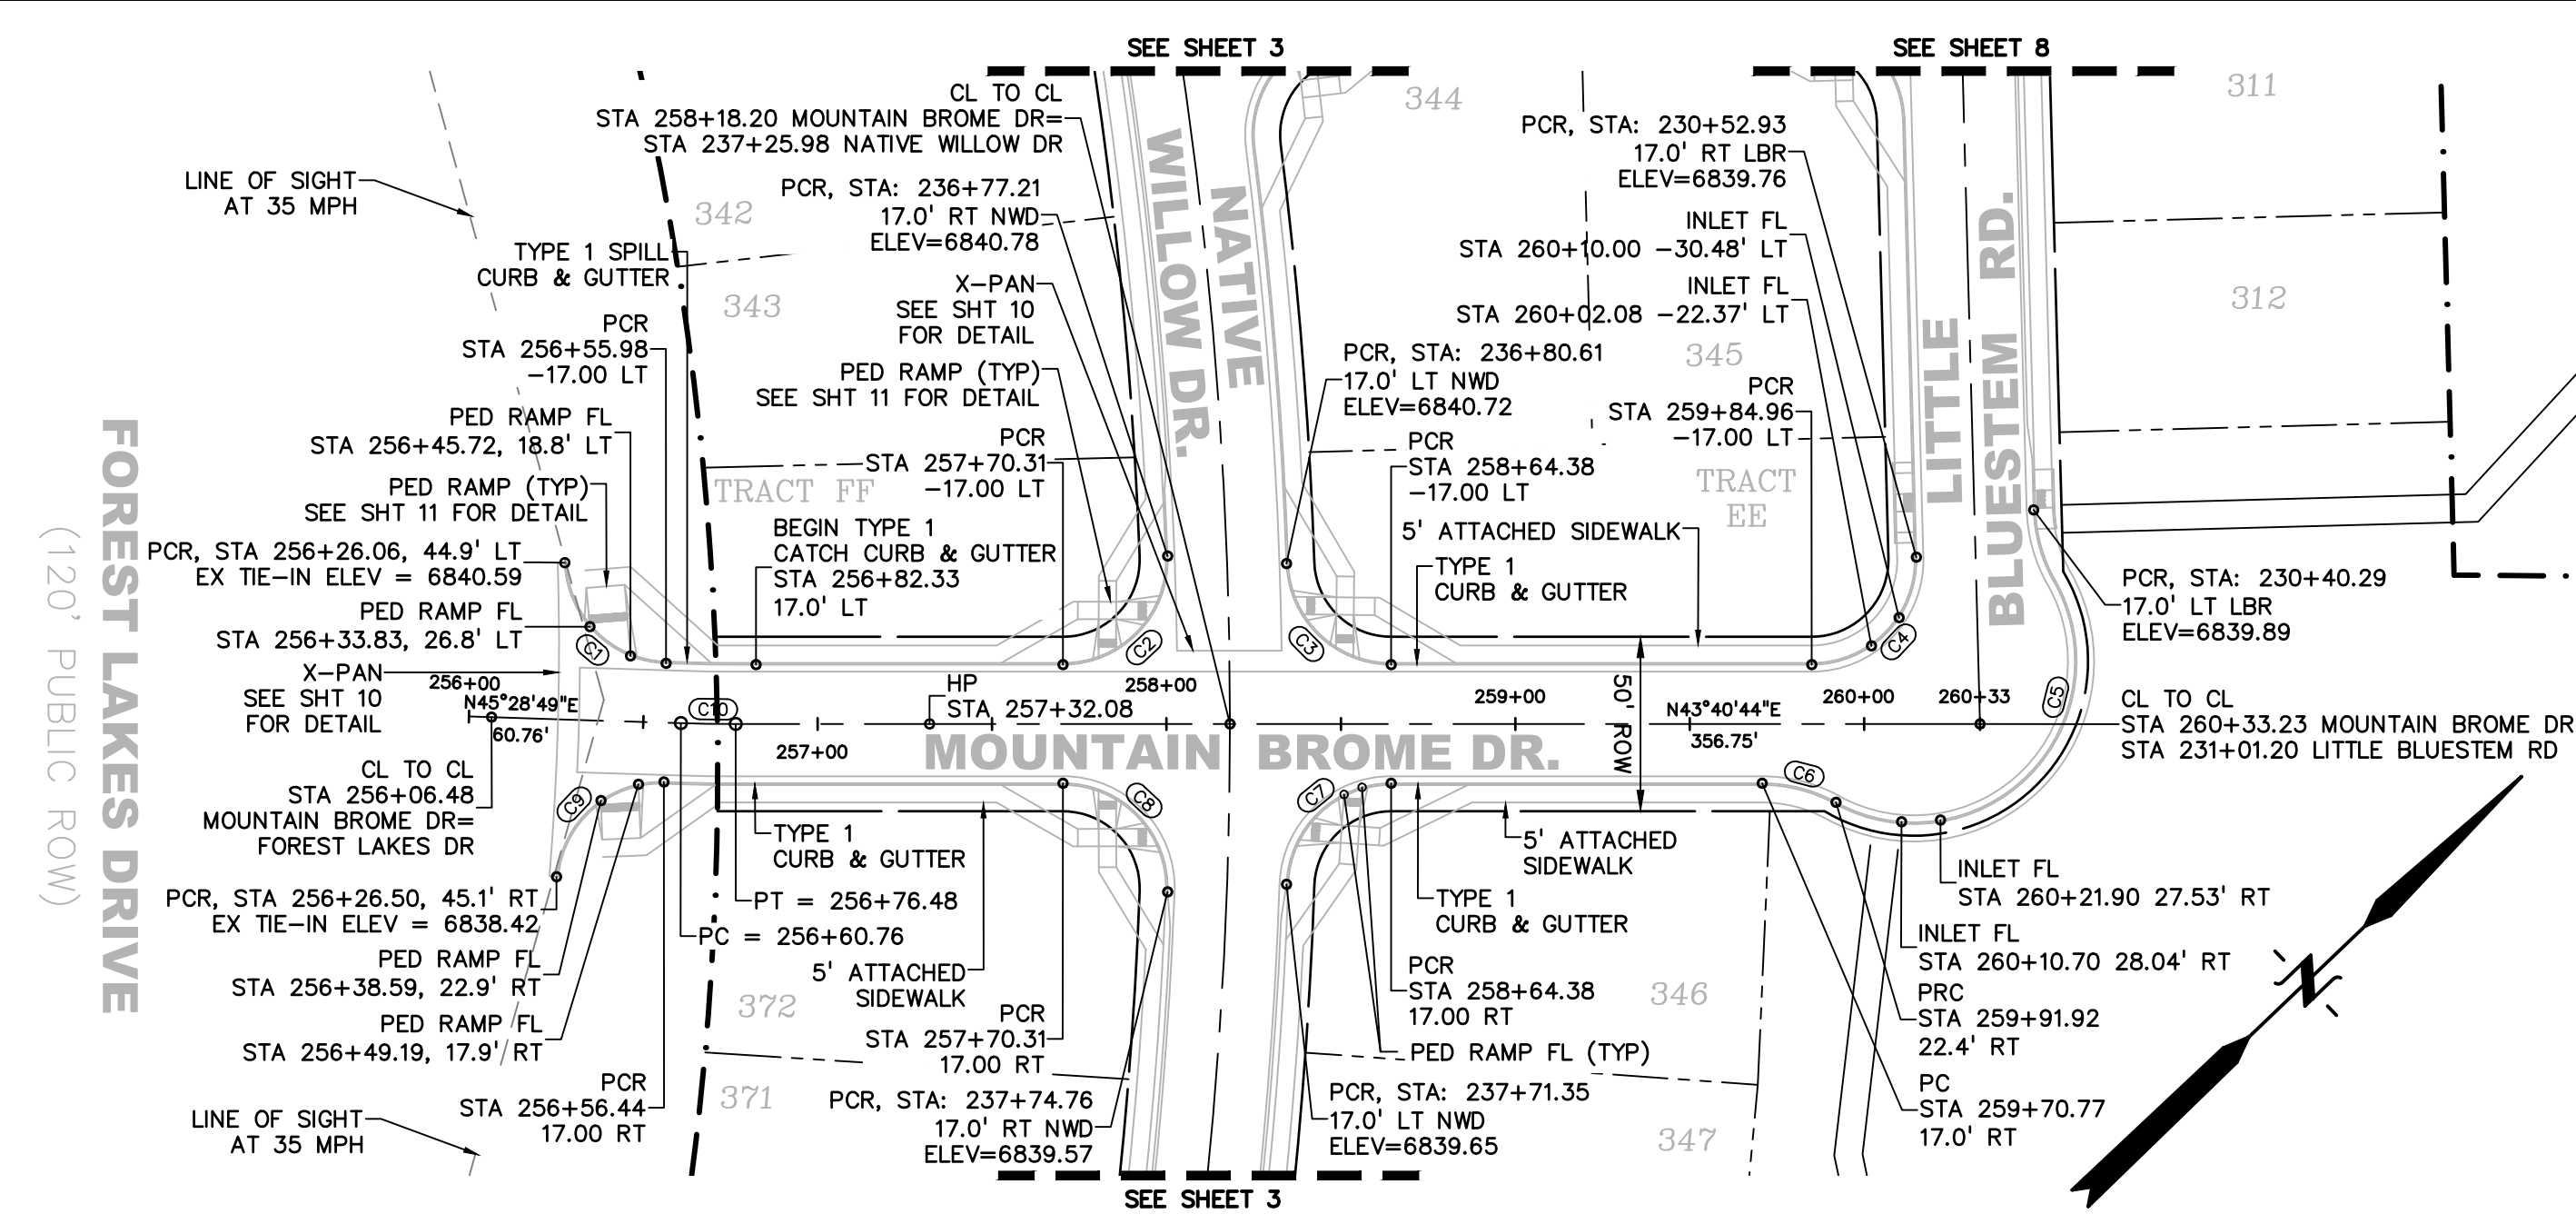 SEE SHEET 3
SEE SHEET 8
CL TO CL
STA 258+18.20 MOUNTAIN BROME DR=
STA 237+25.98 NATIVE WILLOW DR
344
311
PCR, STA: 230+52.93
17.0' RT LBR
ELEV=6839.76
LINE OF SIGHT
AT 35 MPH
PCR, STA: 236+77.21
17.0' RT NWD
ELEV=6840.78
342
NATIVE
WILLOW DR.
INLET FL
STA 260+10.00 -30.48' LT
LITTLE
BLUESTEM RD.
TYPE 1 SPILL
CURB & GUTTER
343
X-PAN
SEE SHT 10
FOR DETAIL
INLET FL
STA 260+02.08 -22.37' LT
312
PCR
STA 256+55.98
-17.00 LT
PED RAMP (TYP)
SEE SHT 11 FOR DETAIL
PCR, STA: 236+80.61
17.0' LT NWD
ELEV=6840.72
345
PCR
STA 259+84.96
-17.00 LT
PED RAMP FL
STA 256+45.72, 18.8' LT
PCR
STA 257+70.31
-17.00 LT
PCR
STA 258+64.38
-17.00 LT
PED RAMP (TYP)
SEE SHT 11 FOR DETAIL
TRACT FF
TRACT
EE
BEGIN TYPE 1
CATCH CURB & GUTTER
STA 256+82.33
17.0' LT
5' ATTACHED SIDEWALK
PCR, STA 256+26.06, 44.9' LT
EX TIE-IN ELEV = 6840.59
TYPE 1
CURB & GUTTER
PCR, STA: 230+40.29
17.0' LT LBR
ELEV=6839.89
PED RAMP FL
STA 256+33.83, 26.8' LT
C1
C2
C3
C4
C5
FOREST LAKES DRIVE
(120' PUBLIC ROW)
X-PAN
SEE SHT 10
FOR DETAIL
256+00
N45°28'49"E
60.76'
C10
HP
STA 257+32.08
258+00
259+00
50' ROW
N43°40'44"E
356.75'
260+00
260+33
CL TO CL
STA 260+33.23 MOUNTAIN BROME DR
STA 231+01.20 LITTLE BLUESTEM RD
257+00
MOUNTAIN BROME DR.
CL TO CL
STA 256+06.48
MOUNTAIN BROME DR=
FOREST LAKES DR
C9
C8
C7
C6
TYPE 1
CURB & GUTTER
5' ATTACHED
SIDEWALK
INLET FL
STA 260+21.90 27.53' RT
PCR, STA 256+26.50, 45.1' RT
EX TIE-IN ELEV = 6838.42
PT = 256+76.48
PC = 256+60.76
TYPE 1
CURB & GUTTER
INLET FL
STA 260+10.70 28.04' RT
PED RAMP FL
STA 256+38.59, 22.9' RT
5' ATTACHED
SIDEWALK
372
PCR
STA 258+64.38
17.00 RT
346
PRC
STA 259+91.92
22.4' RT
PED RAMP FL
STA 256+49.19, 17.9' RT
PCR
STA 257+70.31
17.00 RT
PED RAMP FL (TYP)
PCR
STA 256+56.44
17.00 RT
371
PCR, STA: 237+74.76
17.0' RT NWD
ELEV=6839.57
PCR, STA: 237+71.35
17.0' LT NWD
ELEV=6839.65
347
PC
STA 259+70.77
17.0' RT
LINE OF SIGHT
AT 35 MPH
N
SEE SHEET 3